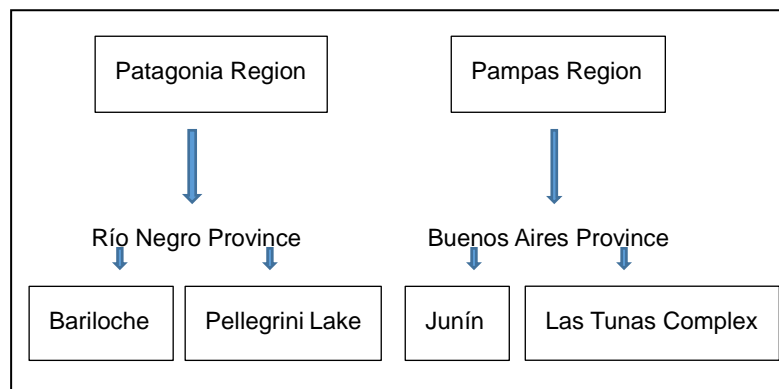 Patagonia Region
Pampas Region
Río Negro Province
Buenos Aires Province
Bariloche
Pellegrini Lake
Junín
Las Tunas Complex